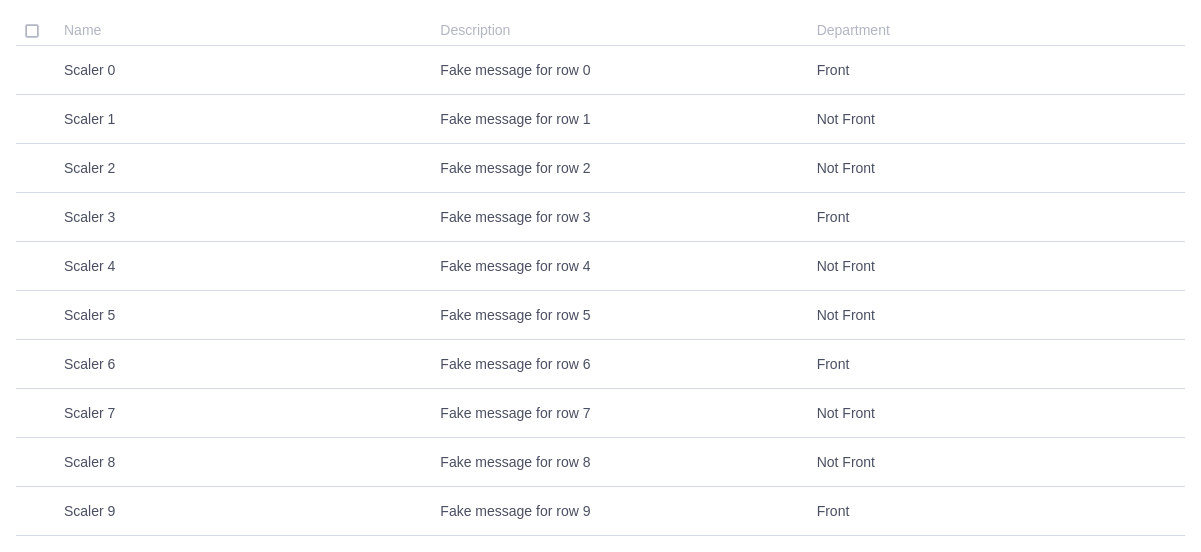 Name Description Department
Scaler 0 Fake message for row 0 Front
Scaler 1 Fake message for row 1 Not Front
Scaler 2 Fake message for row 2 Not Front
Scaler 3 Fake message for row 3 Front
Scaler 4 Fake message for row 4 Not Front
Scaler 5 Fake message for row 5 Not Front
Scaler 6 Fake message for row 6 Front
Scaler 7 Fake message for row 7 Not Front
Scaler 8 Fake message for row 8 Not Front
Scaler 9 Fake message for row 9 Front